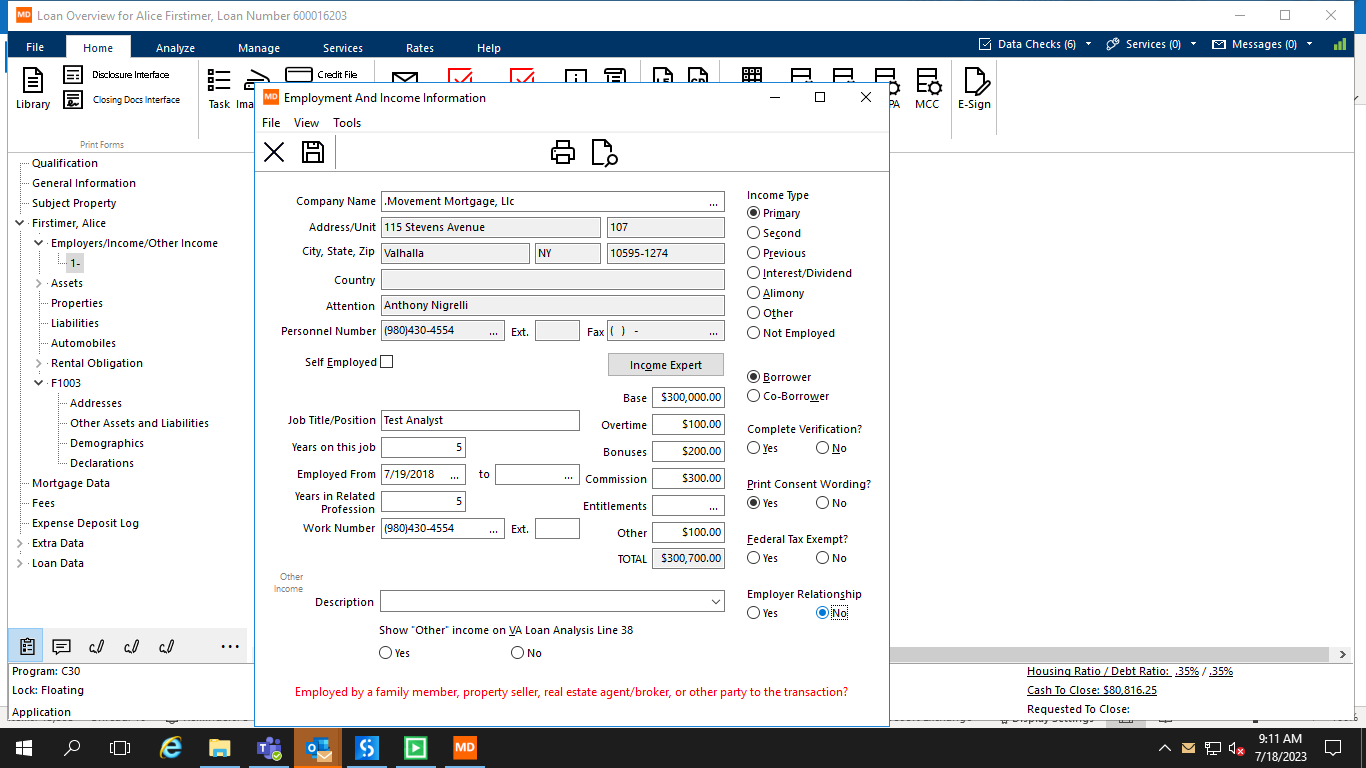 MD Loan Overview for Alice Firstimer, Loan Number 600016203
File Home Analyze Manage Services Rates Help Data Checks (6) Services (0) Messages (0)
Library
Disclosure Interface
Closing Docs Interface
Print Forms
Task
Credit File
MCC
E-Sign
MD Employment And Income Information
File View Tools
Qualification
General Information
Subject Property
Firstimer, Alice
Employers/Income/Other Income
1-
Assets
Properties
Liabilities
Automobiles
Rental Obligation
F1003
Addresses
Other Assets and Liabilities
Demographics
Declarations
Mortgage Data
Fees
Expense Deposit Log
Extra Data
Loan Data
...
Program: C30
Lock: Floating
Application
Company Name .Movement Mortgage, Llc ...
Address/Unit 115 Stevens Avenue 107
City, State, Zip Valhalla NY 10595-1274
Country
Attention Anthony Nigrelli
Personnel Number (980)430-4554 ... Ext. Fax ( ) - ...
Self Employed
Income Expert
Base $300,000.00
Job Title/Position Test Analyst
Overtime $100.00
Years on this job 5
Bonuses $200.00
Employed From 7/19/2018 ... to ...
Commission $300.00
Years in Related Profession 5
Entitlements ...
Work Number (980)430-4554 ... Ext.
Other $100.00
TOTAL $300,700.00
Other
Income
Description
Show "Other" income on VA Loan Analysis Line 38
Yes No
Employed by a family member, property seller, real estate agent/broker, or other party to the transaction?
Income Type
Primary
Second
Previous
Interest/Dividend
Alimony
Other
Not Employed
Borrower
Co-Borrower
Complete Verification?
Yes No
Print Consent Wording?
Yes No
Federal Tax Exempt?
Yes No
Employer Relationship
Yes No
Housing Ratio / Debt Ratio: .35% / .35%
Cash To Close: $80,816.25
Requested To Close:
Display Settings
MD
9:11 AM
7/18/2023